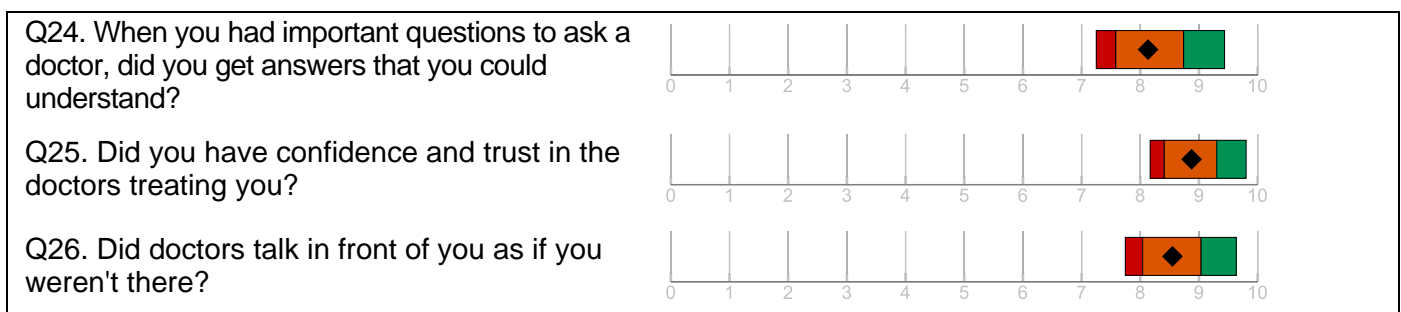 Q24. When you had important questions to ask a
doctor, did you get answers that you could
understand?
0 1 2 3 4 5 6 7 8 9 10
Q25. Did you have confidence and trust in the
doctors treating you?
0 1 2 3 4 5 6 7 8 9 10
Q26. Did doctors talk in front of you as if you
weren't there?
0 1 2 3 4 5 6 7 8 9 10